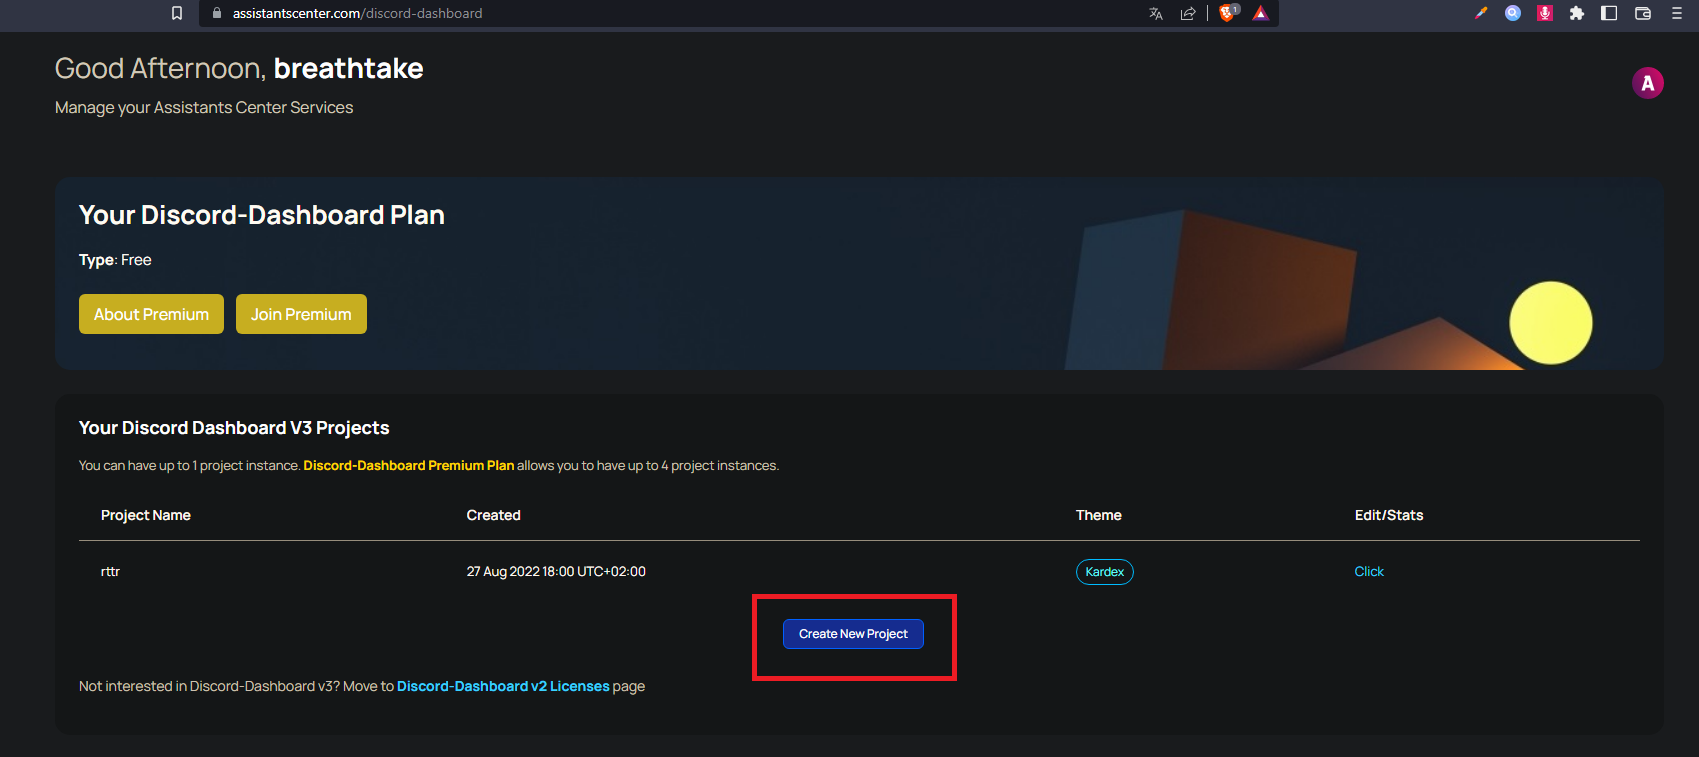 assistantscenter.com/discord-dashboard
1
Good Afternoon, breathtake
A
Manage your Assistants Center Services
Your Discord-Dashboard Plan
Type: Free
About Premium Join Premium
Your Discord Dashboard V3 Projects
You can have up to 1 project instance. Discord-Dashboard Premium Plan allows you to have up to 4 project instances.
Project Name Created Theme Edit/Stats
rttr 27 Aug 2022 18:00 UTC+02:00 Kardex Click
Create New Project
Not interested in Discord-Dashboard v3? Move to Discord-Dashboard v2 Licenses page